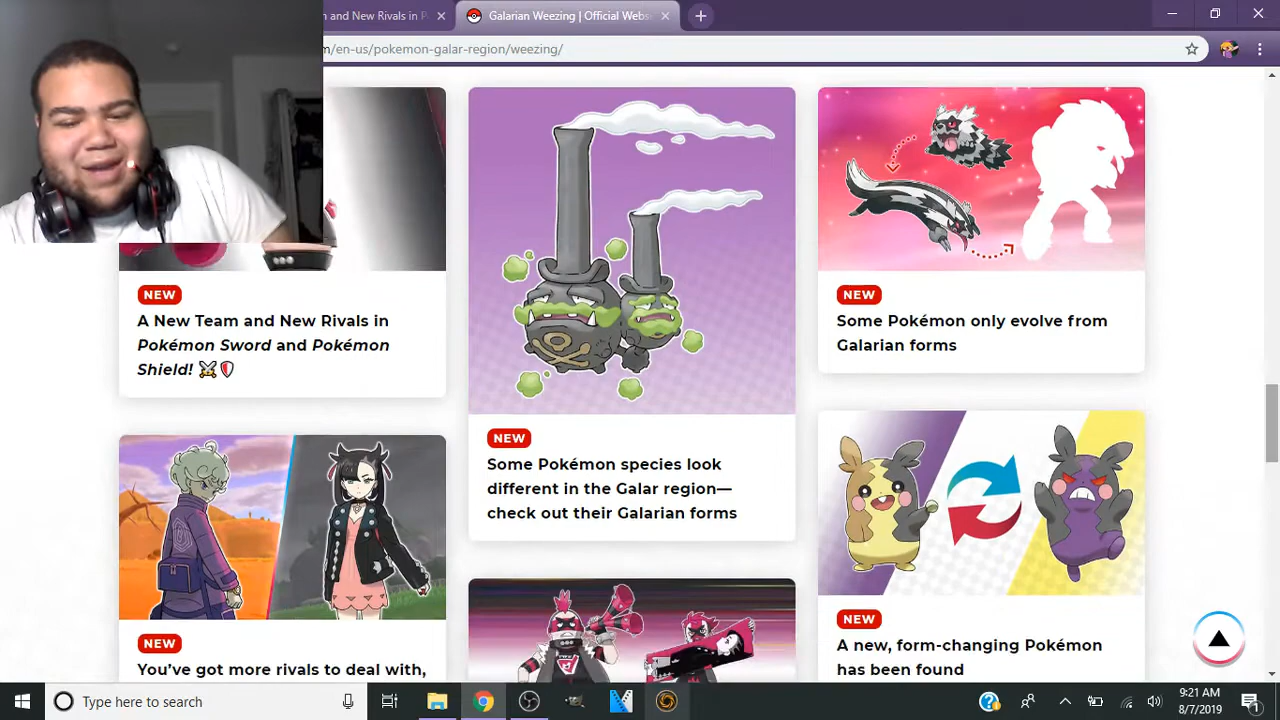 n and New Rivals in P
Galarian Weezing | Official Webs
m/en-us/pokemon-galar-region/weezing/
NEW
A New Team and New Rivals in
Pokémon Sword and Pokémon
Shield!
NEW
You've got more rivals to deal with,
NEW
Some Pokémon species look
different in the Galar region—
check out their Galarian forms
NEW
Some Pokémon only evolve from
Galarian forms
NEW
A new, form-changing Pokémon
has been found
Type here to search
9:21 AM
8/7/2019
1